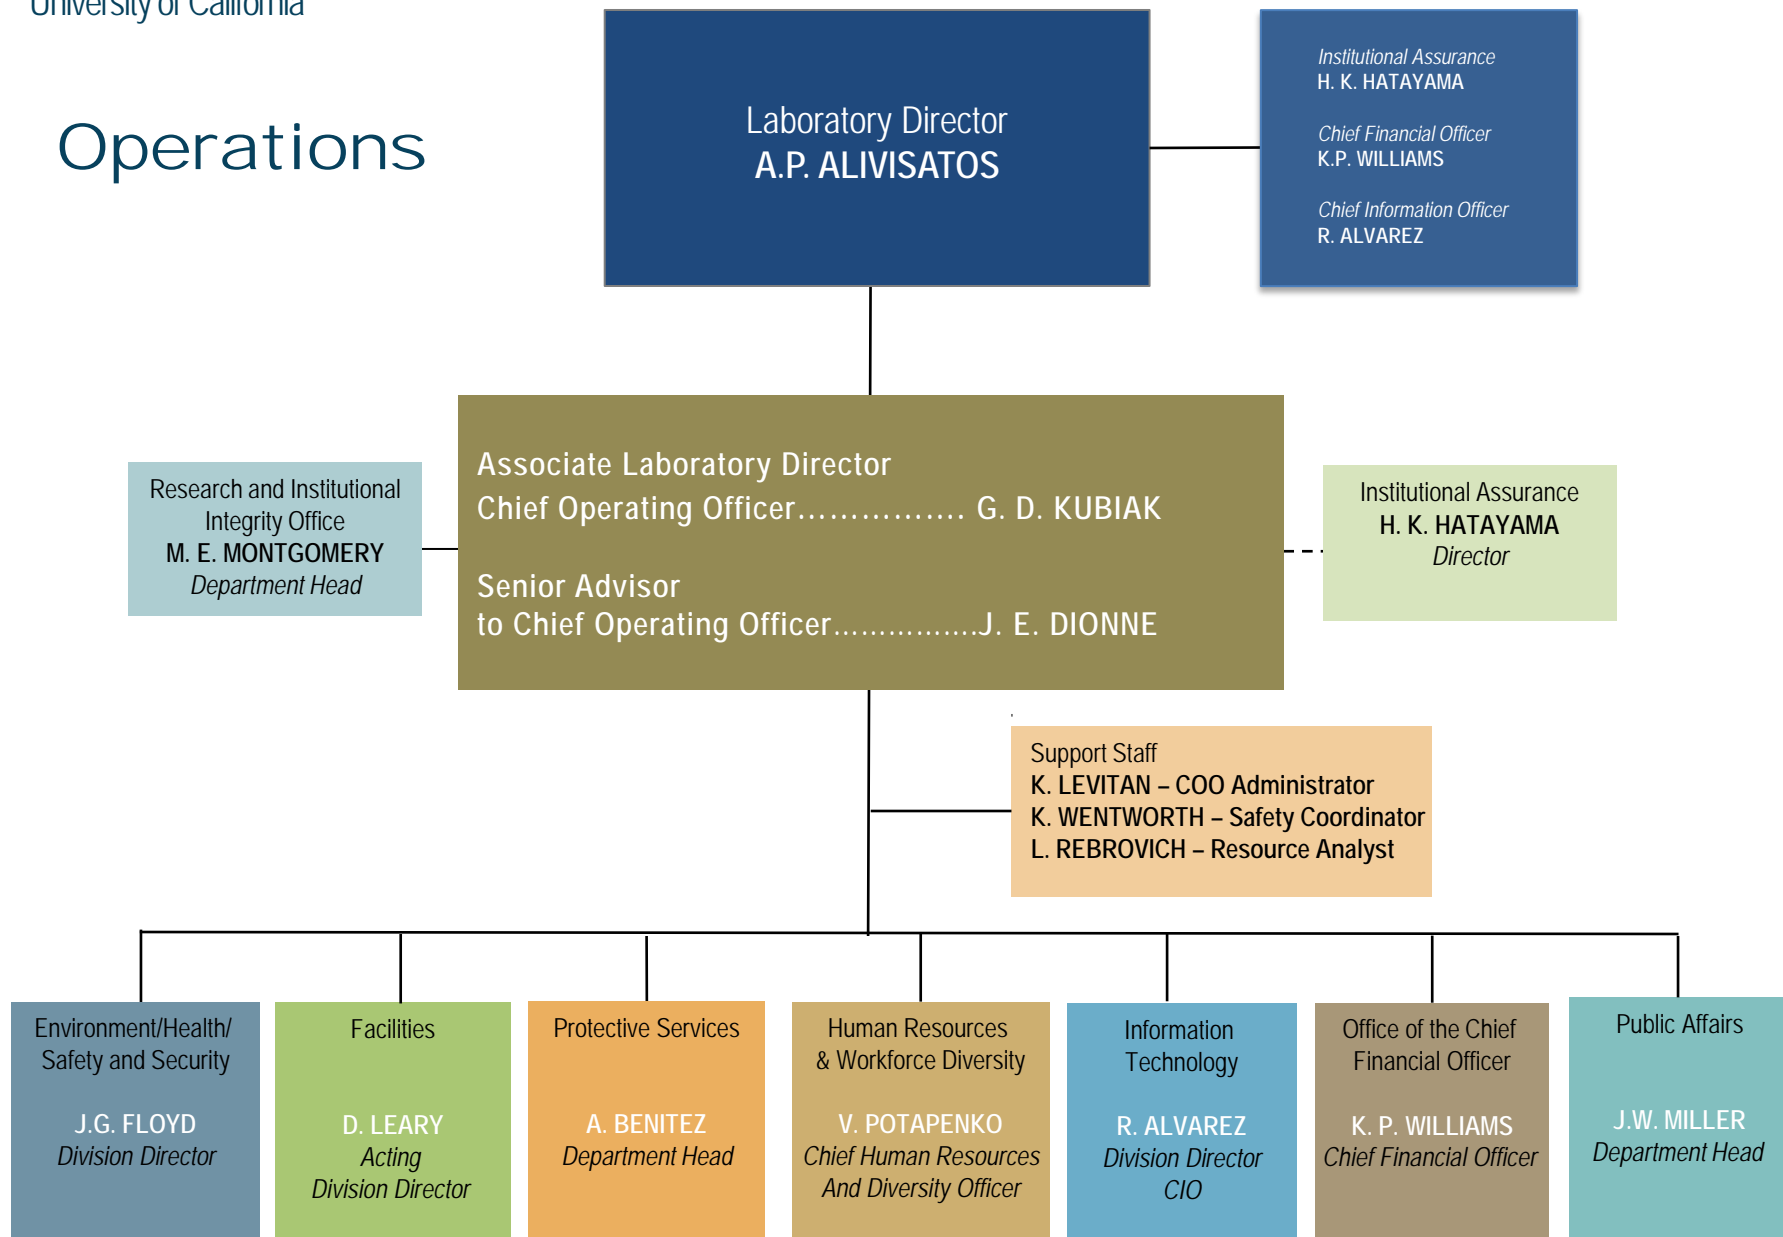 University of California
Operations
Laboratory Director
A.P. ALIVISATOS
Institutional Assurance
H. K. HATAYAMA
Chief Financial Officer
K.P. WILLIAMS
Chief Information Officer
R. ALVAREZ
Associate Laboratory Director
Chief Operating Officer................ G. D. KUBIAK
Senior Advisor
to Chief Operating Officer...............J. E. DIONNE
Research and Institutional
Integrity Office
M. E. MONTGOMERY
Department Head
Institutional Assurance
H. K. HATAYAMA
Director
Support Staff
K. LEVITAN – COO Administrator
K. WENTWORTH – Safety Coordinator
L. REBROVICH – Resource Analyst
Environment/Health/
Safety and Security
J.G. FLOYD
Division Director
Facilities
D. LEARY
Acting
Division Director
Protective Services
A. BENITEZ
Department Head
Human Resources
& Workforce Diversity
V. POTAPENKO
Chief Human Resources
And Diversity Officer
Information
Technology
R. ALVAREZ
Division Director
CIO
Office of the Chief
Financial Officer
K. P. WILLIAMS
Chief Financial Officer
Public Affairs
J.W. MILLER
Department Head